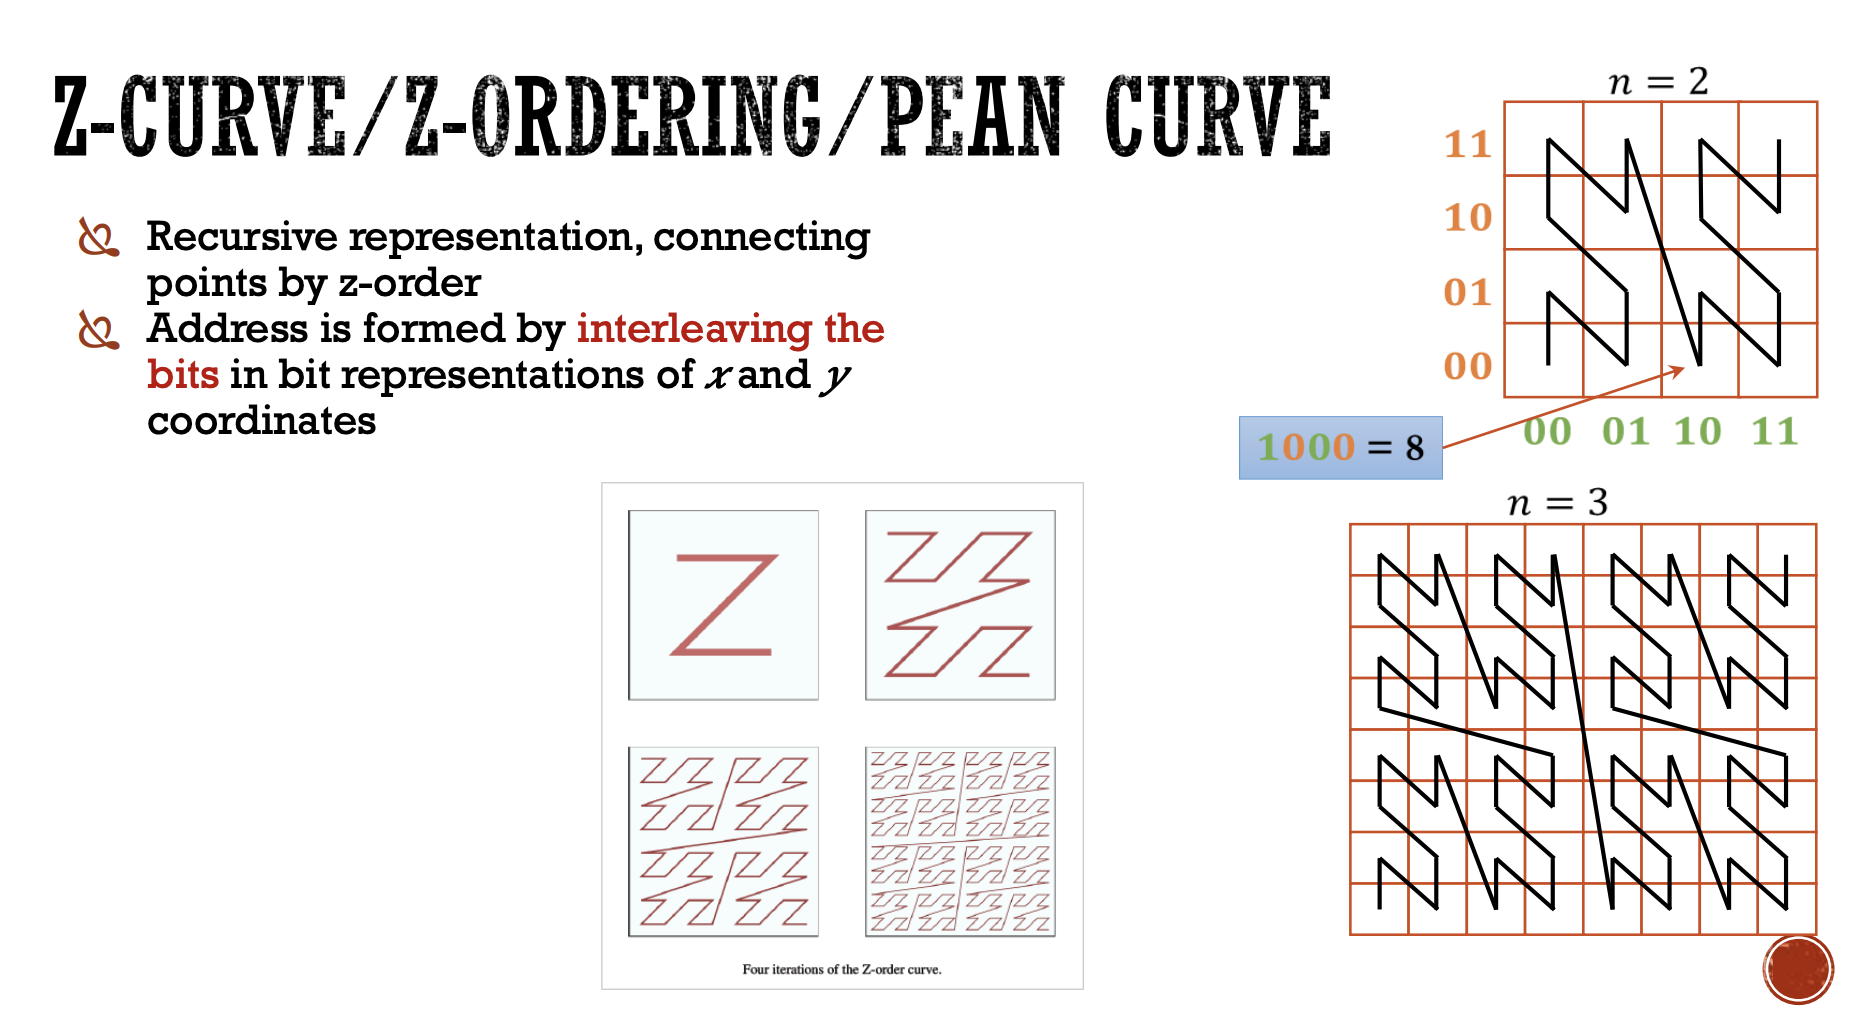 Z-CURVE/Z-ORDERING/PEAN CURVE
Recursive representation, connecting
points by z-order
Address is formed by interleaving the
bits in bit representations of x and y
coordinates
Four iterations of the Z-order curve.
n = 2
11
10
01
00
00 01 10 11
1000 = 8
n = 3